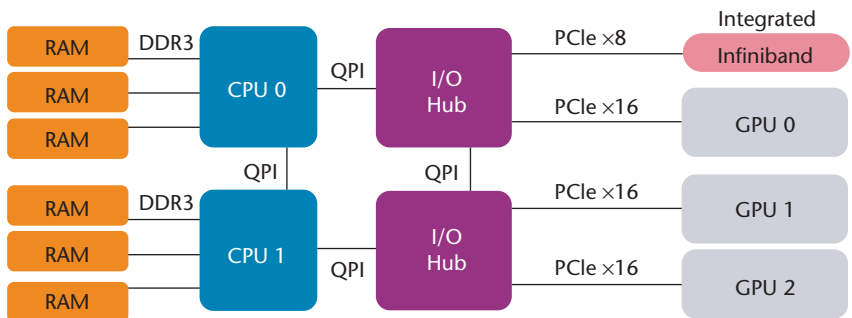 Integrated
RAM DDR3 QPI PCIe ×8 Infiniband
RAM CPU 0 I/O
Hub
RAM PCIe ×16 GPU 0
QPI QPI
RAM DDR3 PCIe ×16 GPU 1
RAM CPU 1 I/O
Hub
QPI PCIe ×16 GPU 2
RAM